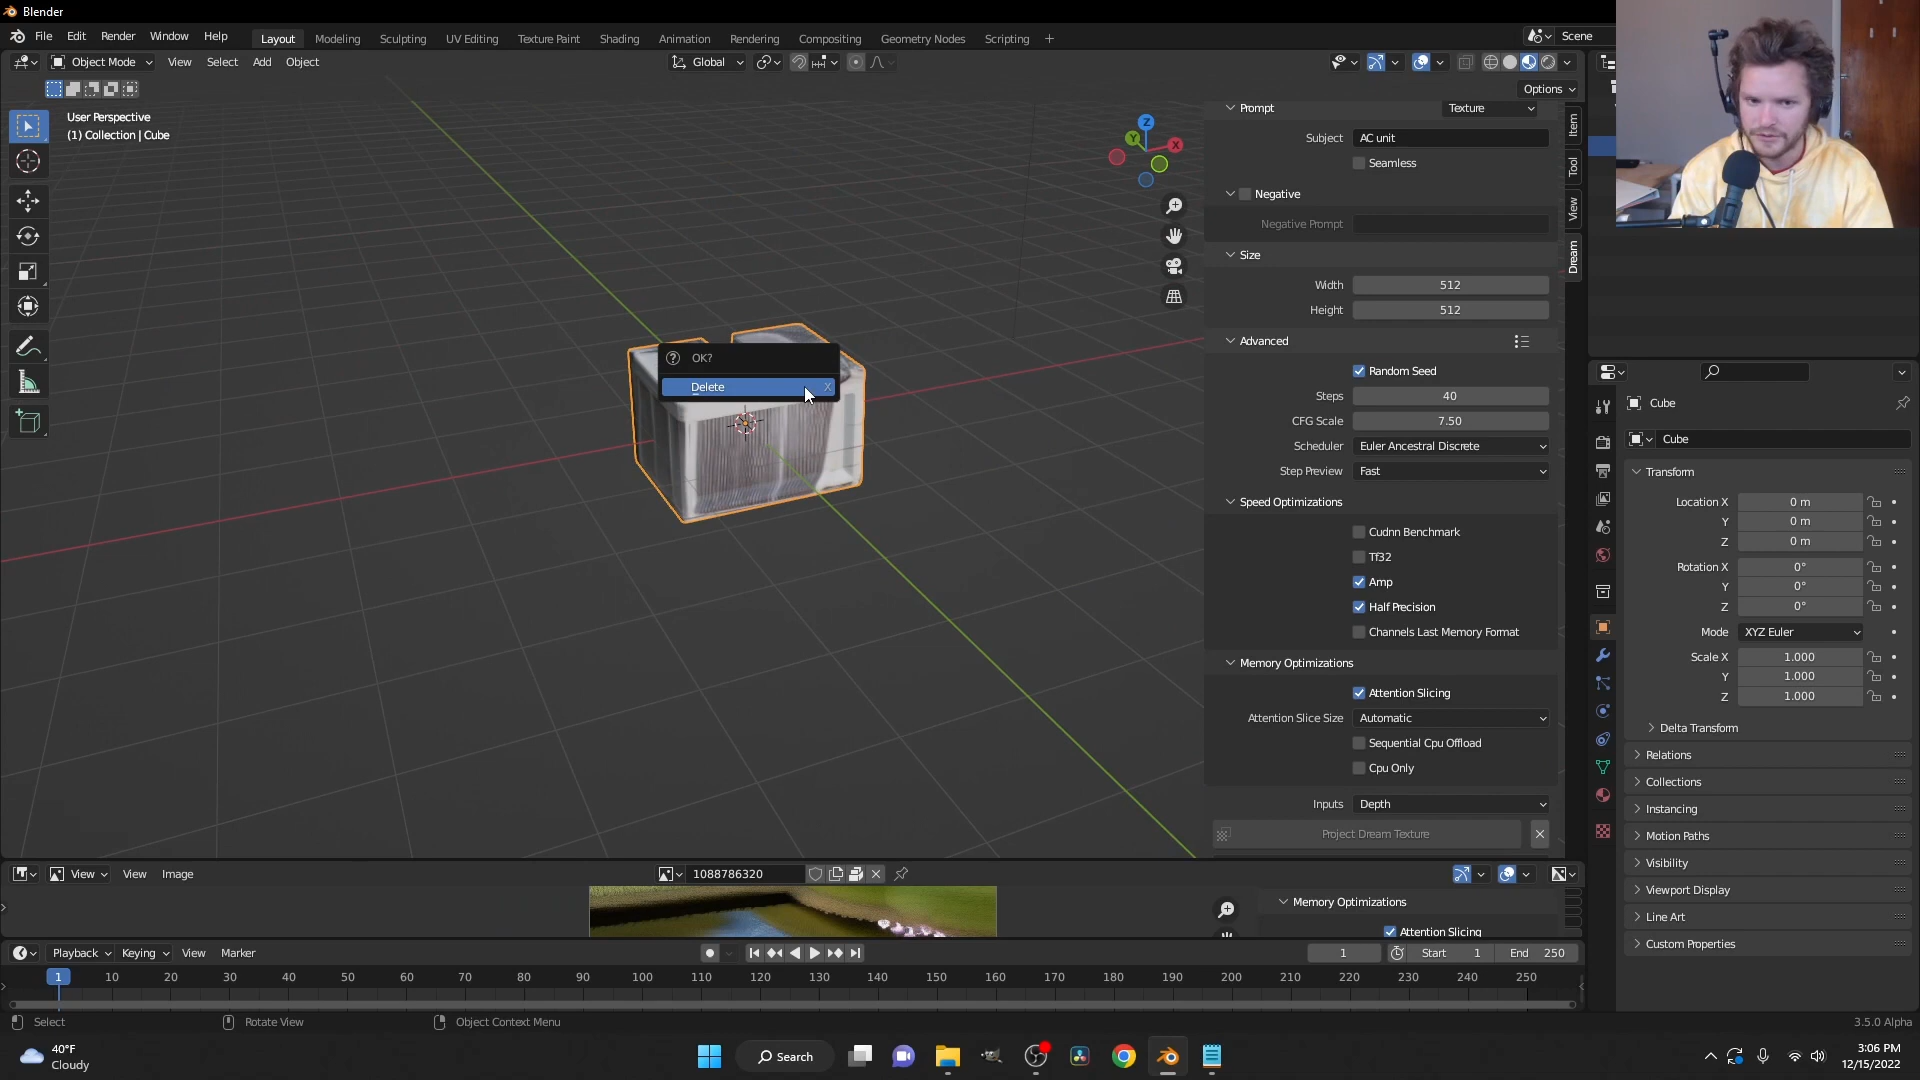 Blender
File Edit Render Window Help
Layout Modeling Sculpting UV Editing Texture Paint Shading Animation Rendering Compositing Geometry Nodes Scripting +
Scene
Object Mode View Select Add Object
Global
Options
User Perspective
(1) Collection | Cube
Z
Y
X
Prompt
Texture
Subject AC unit
Seamless
Negative
Negative Prompt
Size
Width 512
Height 512
Advanced
Random Seed
Steps 40
CFG Scale 7.50
Scheduler Euler Ancestral Discrete
Step Preview Fast
Speed Optimizations
Cudnn Benchmark
Tf32
Amp
Half Precision
Channels Last Memory Format
Memory Optimizations
Attention Slicing
Attention Slice Size Automatic
Sequential Cpu Offload
Cpu Only
Inputs Depth
Project Dream Texture
Item
Tool
View
Dream
OK?
Delete X
Cube
Cube
Transform
Location X 0 m
Y 0 m
Z 0 m
Rotation X 0°
Y 0°
Z 0°
Mode XYZ Euler
Scale X 1.000
Y 1.000
Z 1.000
Delta Transform
Relations
Collections
Instancing
Motion Paths
Visibility
Viewport Display
Line Art
Custom Properties
View View Image
1088786320
Memory Optimizations
Attention Slicing
Playback Keying View Marker
1 Start 1 End 250
1 10 20 30 40 50 60 70 80 90 100 110 120 130 140 150 160 170 180 190 200 210 220 230 240 250
Select Rotate View Object Context Menu
3.5.0 Alpha
40°F
Cloudy
Search
3:06 PM
12/15/2022